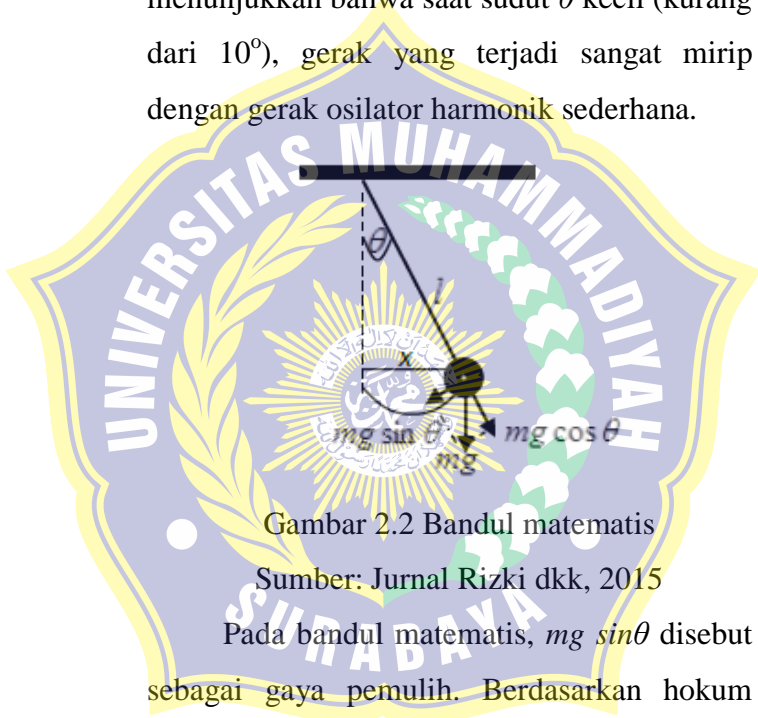 menunjukkan bahwa saat sudut θ kecil (kurang
dari 10°), gerak yang terjadi sangat mirip
dengan gerak osilator harmonik sederhana.
UNIVERSITAS MUHAMMADIYAH
θ
l
x
mg sin θ
mg cos θ
mg
Gambar 2.2 Bandul matematis
Sumber: Jurnal Rizki dkk, 2015
SURABAYA
Pada bandul matematis, mg sinθ disebut
sebagai gaya pemulih. Berdasarkan hokum